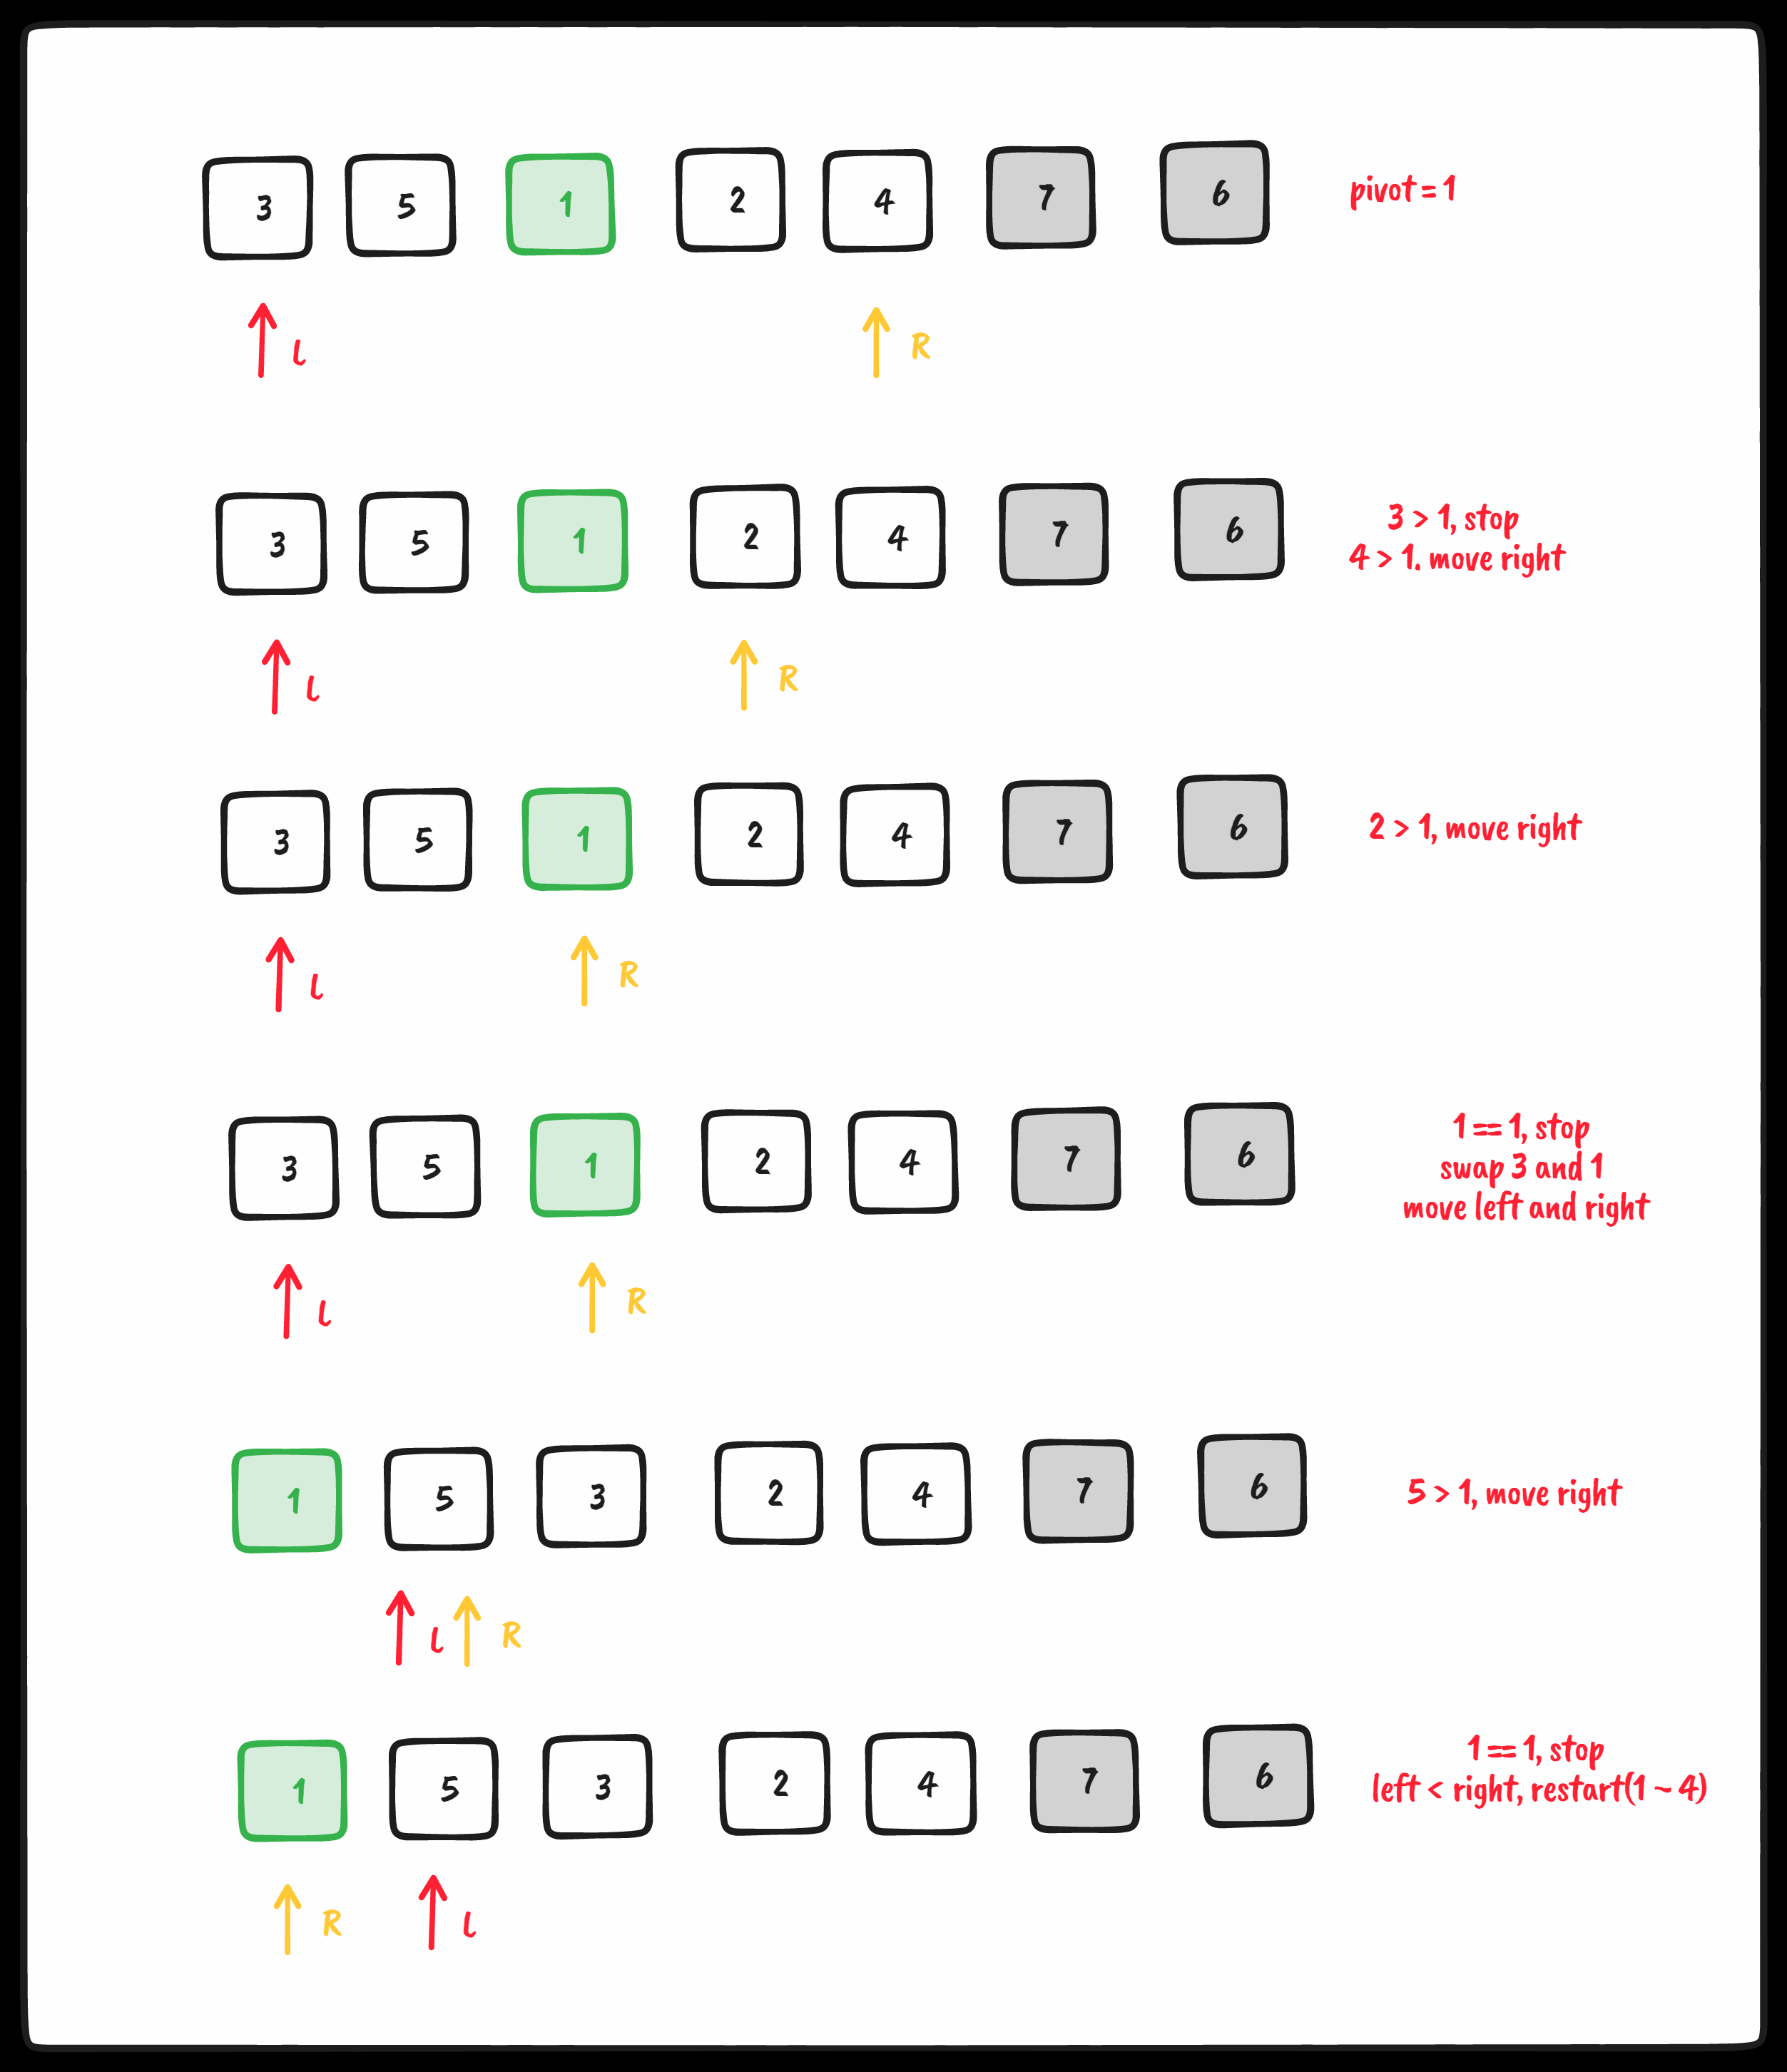 3 5 1 2 4 7 6 pivot = 1
L R
3 5 1 2 4 7 6 3 > 1, stop
4 > 1. move right
L R
3 5 1 2 4 7 6 2 > 1, move right
L R
3 5 1 2 4 7 6 1 == 1, stop
swap 3 and 1
move left and right
L R
1 5 3 2 4 7 6 5 > 1, move right
L R
1 5 3 2 4 7 6 1 == 1, stop
left < right, restart(1 ~ 4)
R L